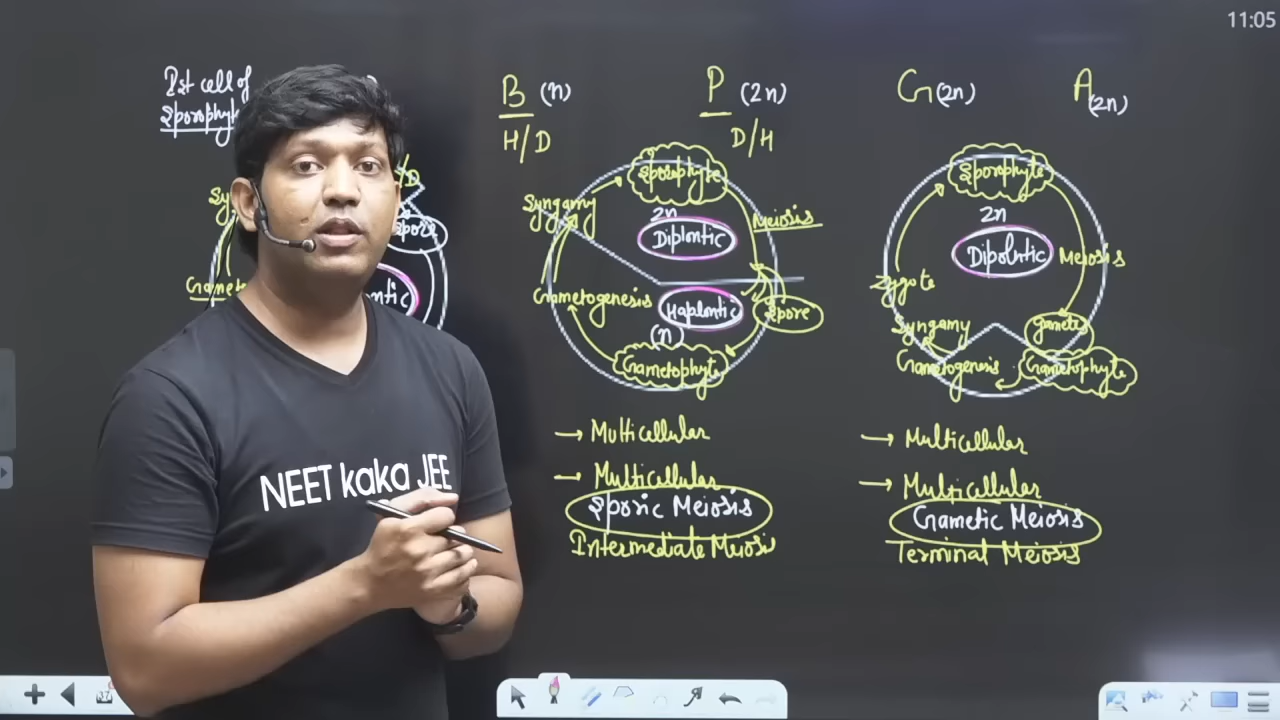 11:05
Ist cell of
Sporophyte
B (n)
H/D
P (2n)
D/H
G (2n)
A (2n)
Spore
ntic
Sporophyte
2n
Diplontic
Syngamy
Meiosis
Gametogenesis
Haplontic
(n)
Spore
Gametophyte
→ Multicellular
→ Multicellular
Sporic Meiosis
Intermediate Meiosis
Sporophyte
2n
Diplontic
Meiosis
Zygote
Syngamy
Gametogenesis
Gametophyte
→ Multicellular
→ Multicellular
Gametic Meiosis
Terminal Meiosis
NEET kaka JEE